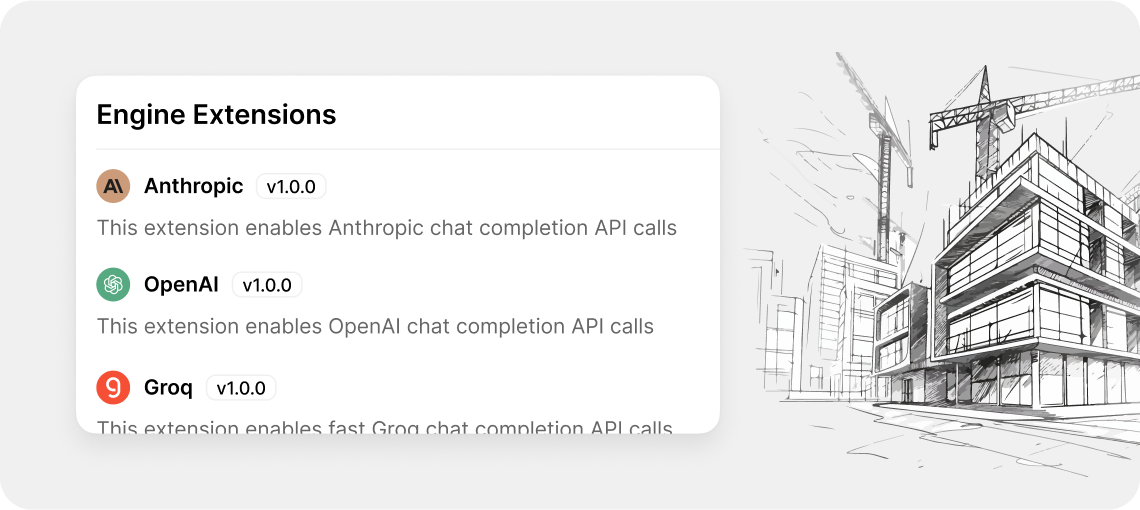 Engine Extensions
Anthropic v1.0.0
This extension enables Anthropic chat completion API calls
OpenAI v1.0.0
This extension enables OpenAI chat completion API calls
Groq v1.0.0
This extension enables fast Groq chat completion API calls